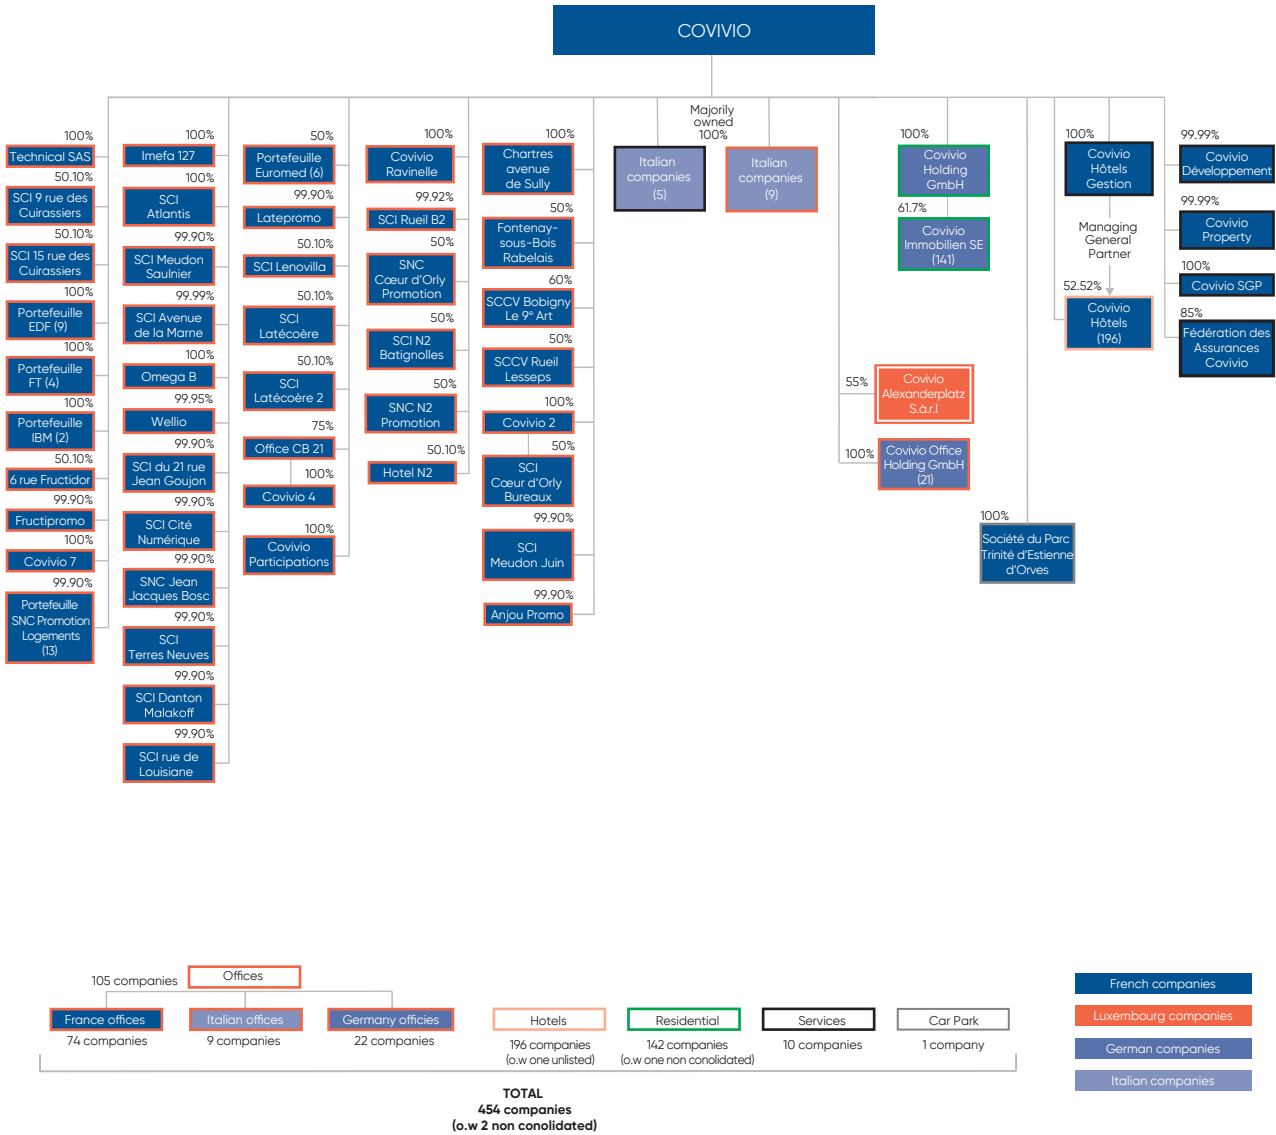 COVIVIO
100%
Technical SAS
50.10%
SCI 9 rue des
Cuirassiers
50.10%
SCI 15 rue des
Cuirassiers
100%
Portefeuille
EDF (9)
100%
Portefeuille
FT (4)
100%
Portefeuille
IBM (2)
50.10%
6 rue Fructidor
99.90%
Fructipromo
100%
Covivio 7
99.90%
Portefeuille
SNC Promotion
Logements
(13)
100%
Imefa 127
100%
SCI
Atlantis
99.90%
SCI Meudon
Saulnier
99.99%
SCI Avenue
de la Marne
100%
Omega B
99.95%
Wellio
99.90%
SCI du 21 rue
Jean Goujon
99.90%
SCI Cité
Numérique
99.90%
SNC Jean
Jacques Bosc
99.90%
SCI
Terres Neuves
99.90%
SCI Danton
Malakoff
99.90%
SCI rue de
Louisiane
50%
Portefeuille
Euromed (6)
99.90%
Latepromo
50.10%
SCI Lenovilla
50.10%
SCI
Latécoère
50.10%
SCI
Latécoère 2
75%
Office CB 21
100%
Covivio 4
100%
Covivio
Participations
100%
Covivio
Ravinelle
99.92%
SCI Rueil B2
50%
SNC
Cœur d’Orly
Promotion
50%
SCI N2
Batignolles
50%
SNC N2
Promotion
50.10%
Hotel N2
100%
Chartres
avenue
de Sully
50%
Fontenay-
sous-Bois
Rabelais
60%
SCCV Bobigny
Le 9ᵉ Art
50%
SCCV Rueil
Lesseps
100%
Covivio 2
50%
SCI
Cœur d’Orly
Bureaux
99.90%
SCI
Meudon Juin
99.90%
Anjou Promo
Majorily
owned
100%
Italian
companies
(5)
Italian
companies
(9)
55%
Covivio
Alexanderplatz
S.à.r.l
100%
Covivio Office
Holding GmbH
(21)
100%
Covivio
Holding
GmbH
61.7%
Covivio
Immobilien SE
(141)
100%
Société du Parc
Trinité d’Estienne
d’Orves
100%
Covivio
Hôtels
Gestion
Managing
General
Partner
52.52%
Covivio
Hôtels
(196)
99.99%
Covivio
Développement
99.99%
Covivio
Property
100%
Covivio SGP
85%
Fédération des
Assurances
Covivio
105 companies
Offices
France offices
74 companies
Italian offices
9 companies
Germany officies
22 companies
Hotels
196 companies
(o.w one unlisted)
Residential
142 companies
(o.w one non conolidated)
Services
10 companies
Car Park
1 company
TOTAL
454 companies
(o.w 2 non conolidated)
French companies
Luxembourg companies
German companies
Italian companies